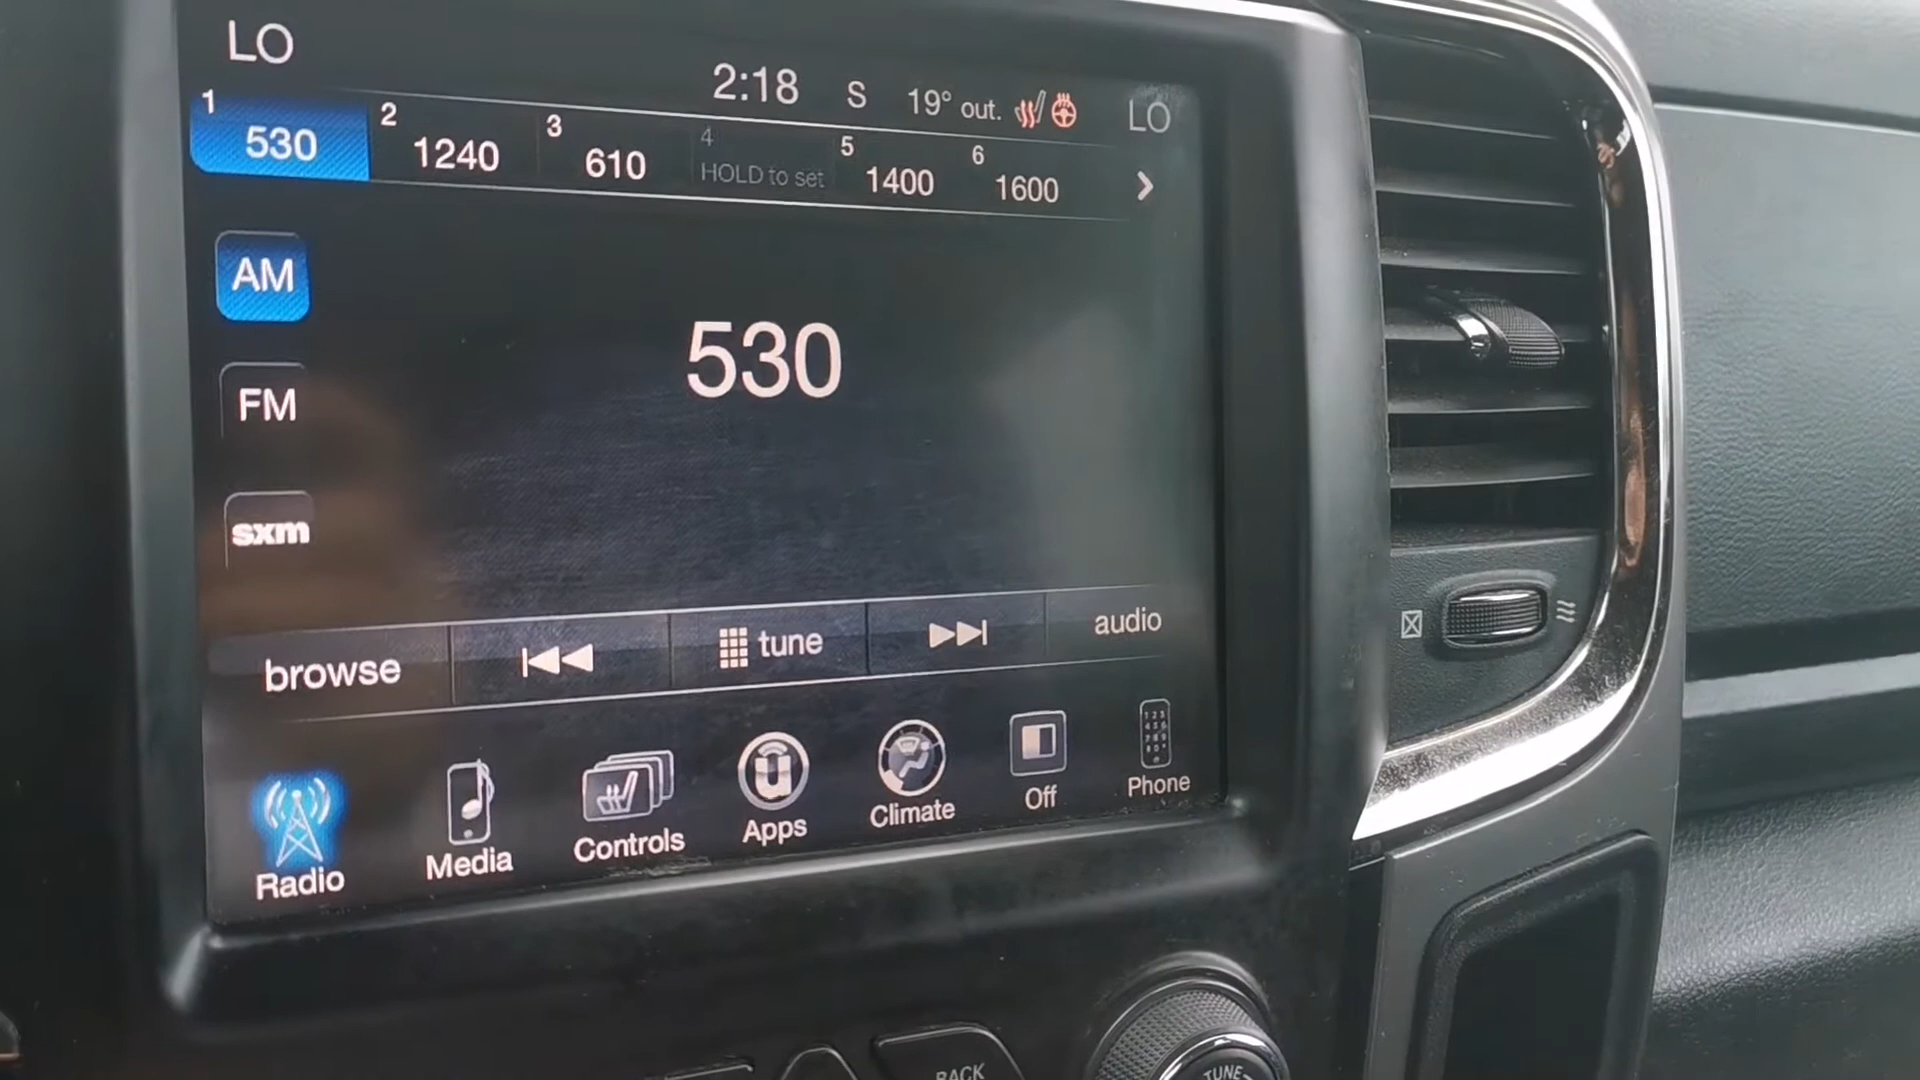 LO
2:18 S 19° out. LO
1 530
2 1240
3 610
4 HOLD to set
5 1400
6 1600
AM
530
FM
sxm
browse tune audio
Radio Media Controls Apps Climate Off Phone
BACK
TUNE